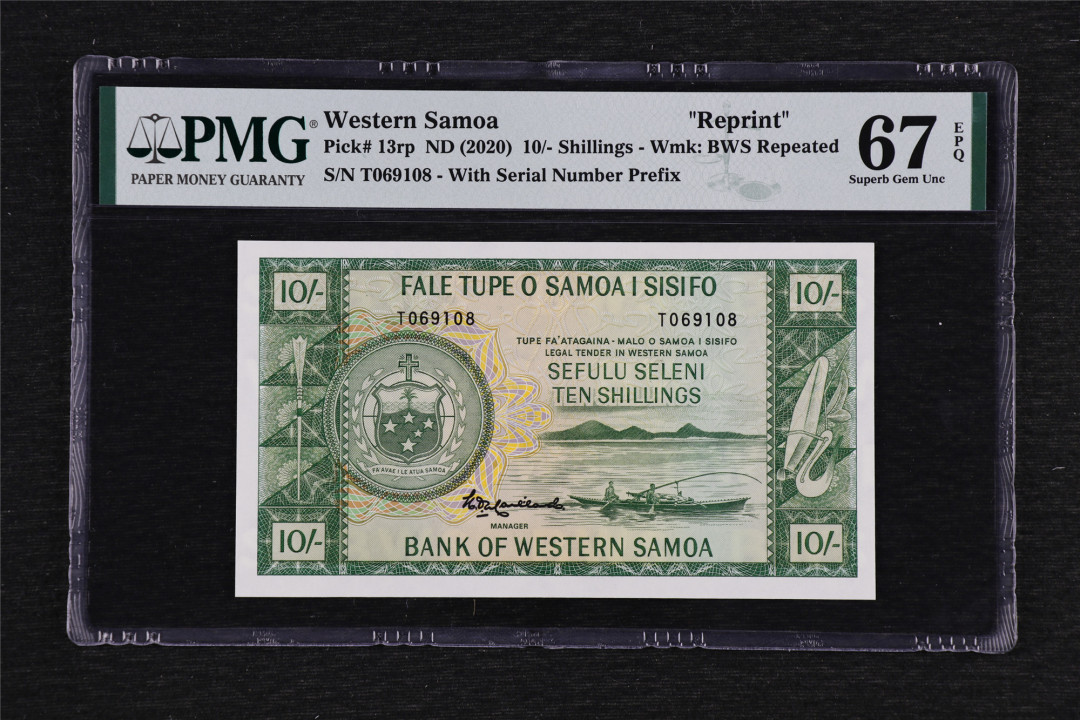 PMG®
PAPER MONEY GUARANTY
Western Samoa "Reprint"
Pick# 13rp ND (2020) 10/- Shillings - Wmk: BWS Repeated
S/N T069108 - With Serial Number Prefix
67
EPQ
Superb Gem Unc
10/-
FALE TUPE O SAMOA I SISIFO
10/-
T069108
T069108
TUPE FA'ATAGAINA - MALO O SAMOA I SISIFO
LEGAL TENDER IN WESTERN SAMOA
SEFULU SELENI
TEN SHILLINGS
FA'AVAE I LE ATUA SAMOA
MANAGER
10/-
BANK OF WESTERN SAMOA
10/-